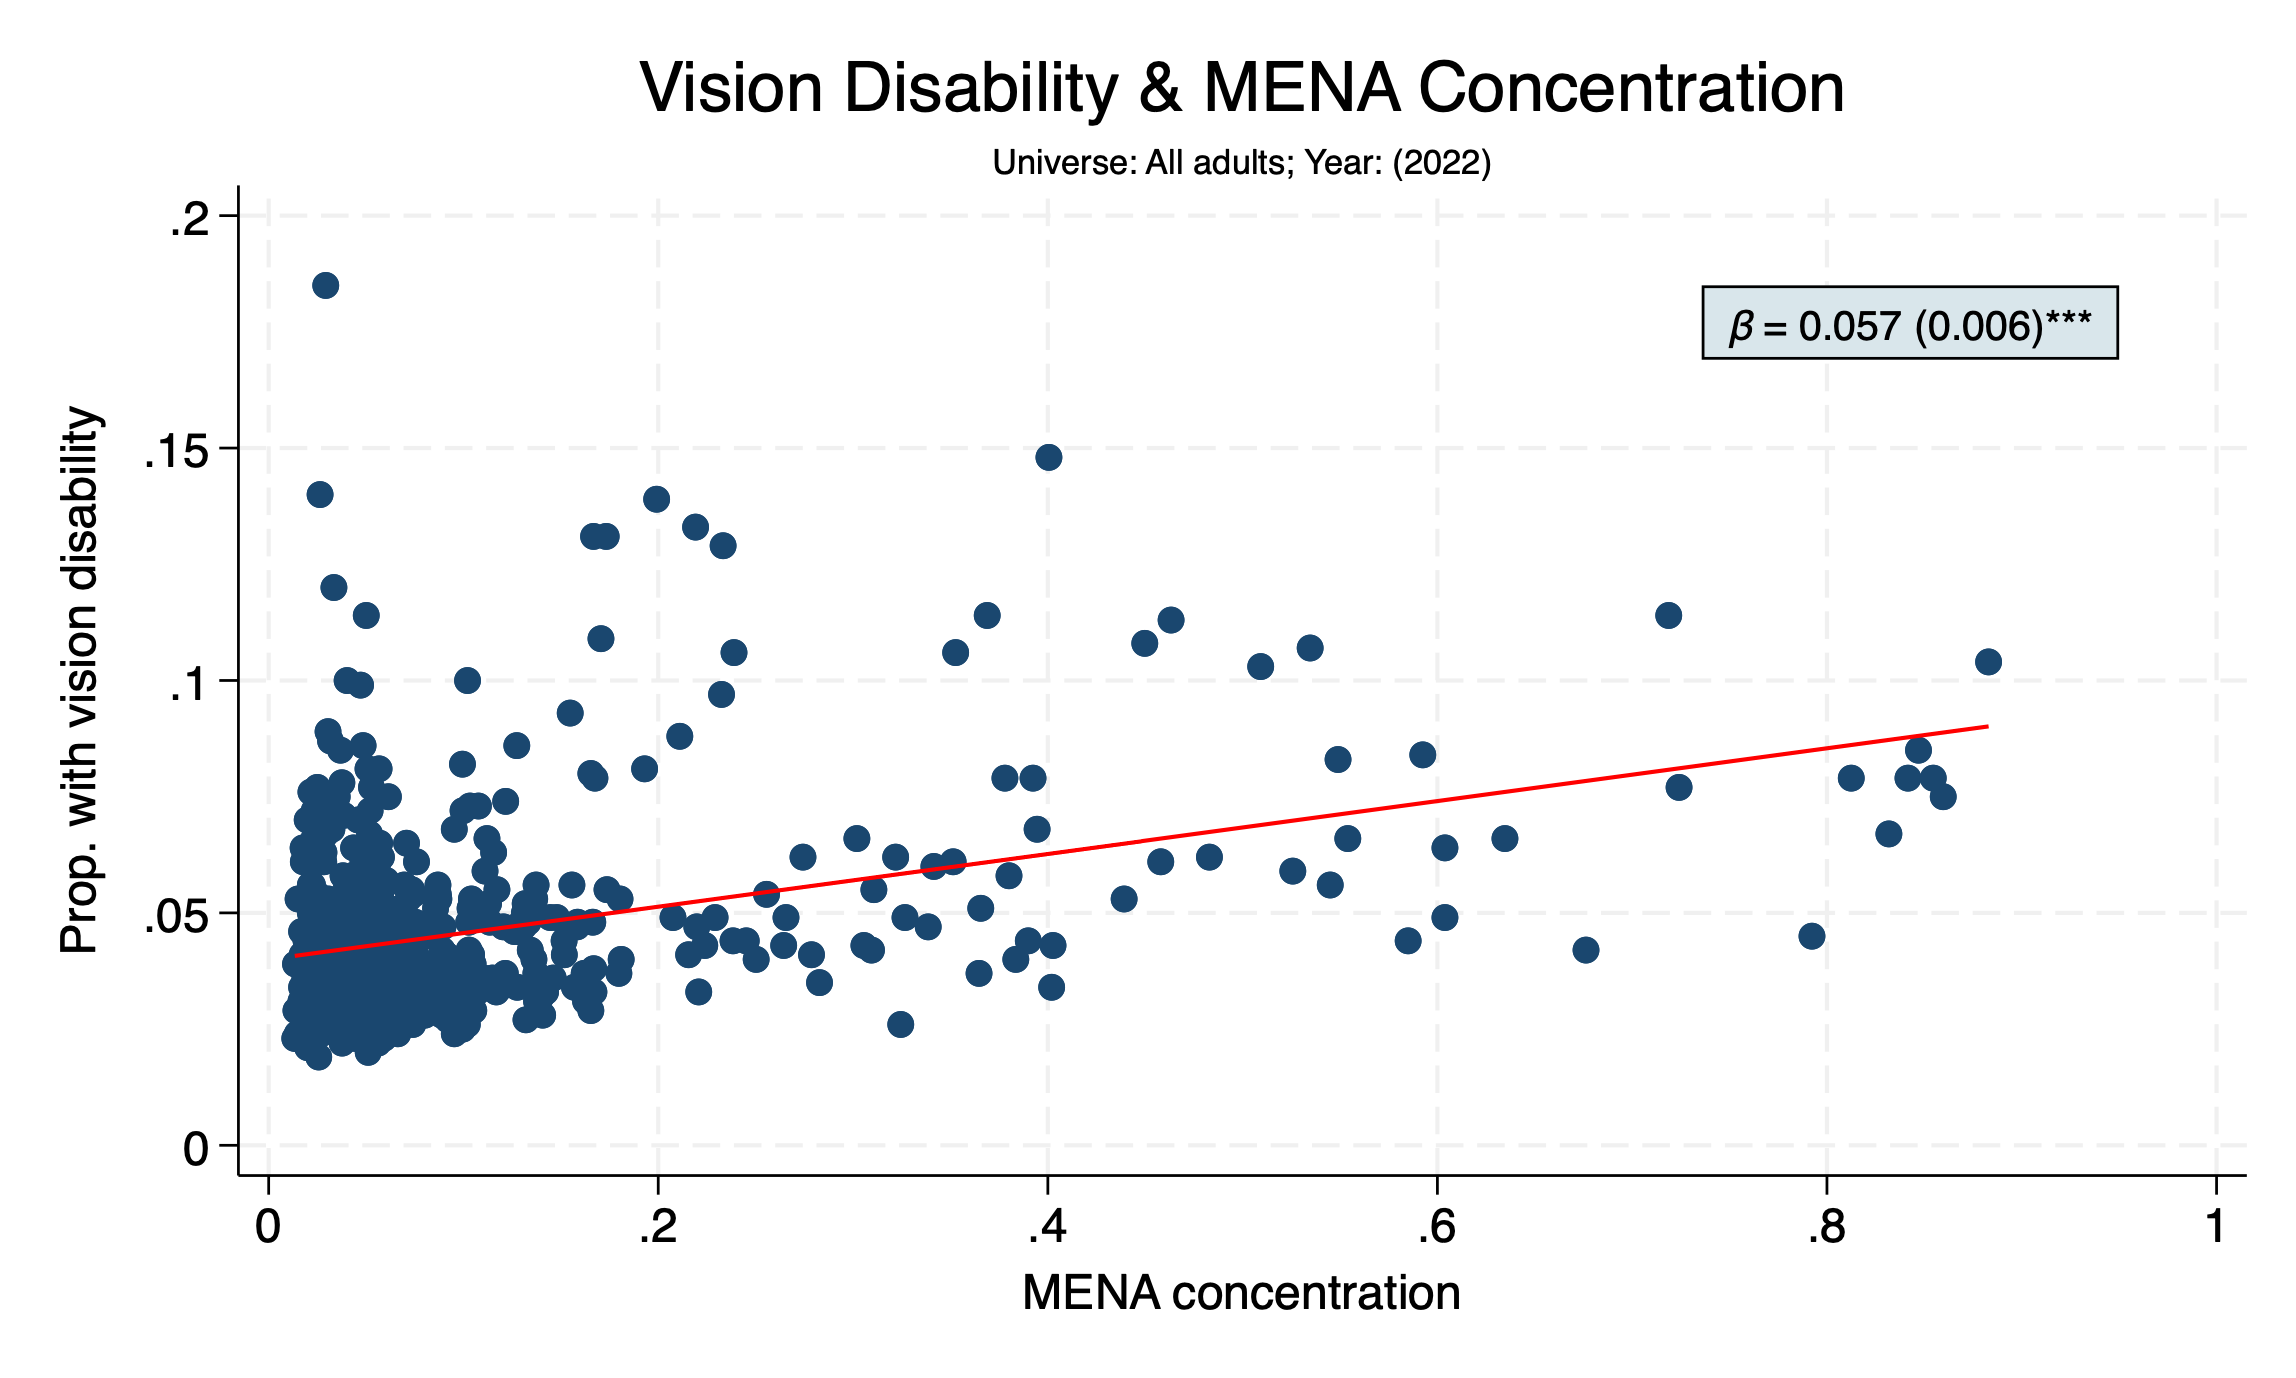 Vision Disability & MENA Concentration
Universe: All adults; Year: (2022)
β = 0.057 (0.006)***
Prop. with vision disability
.2
.15
.1
.05
0
0 .2 .4 .6 .8 1
MENA concentration